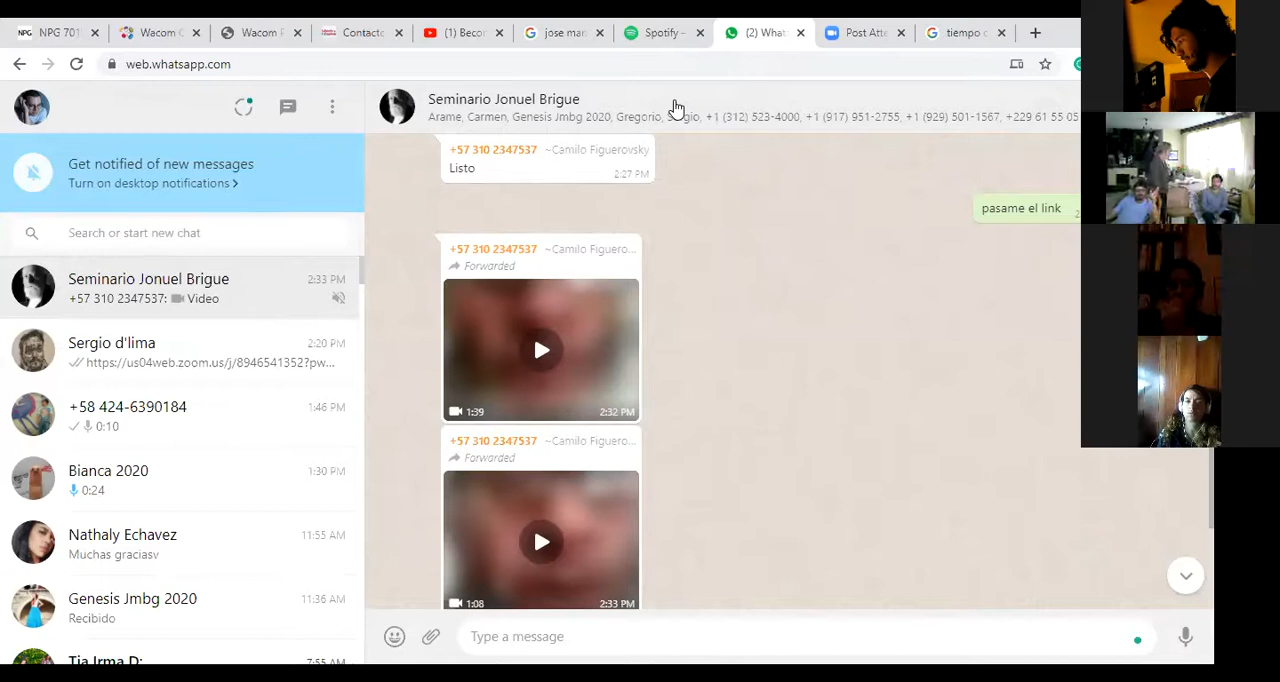 NPG 701
Wacom C
Wacom F
Contacto
(1) Becor
jose mar
Spotify –
(2) What
Post Atte
tiempo c
web.whatsapp.com
Seminario Jonuel Brigue
Arame, Carmen, Genesis Jmbg 2020, Gregorio, Sergio, +1 (312) 523-4000, +1 (917) 951-2755, +1 (929) 501-1567, +229 61 55 05
Get notified of new messages
Turn on desktop notifications
Search or start new chat
Seminario Jonuel Brigue 2:33 PM
+57 310 2347537: Video
Sergio d'lima 2:20 PM
https://us04web.zoom.us/j/8946541352?pw...
+58 424-6390184 1:46 PM
0:10
Bianca 2020 1:30 PM
0:24
Nathaly Echavez 11:55 AM
Muchas graciasv
Genesis Jmbg 2020 11:36 AM
Recibido
Tia Irma D: 7:55 AM
+57 310 2347537 ~Camilo Figuerovsky
Listo 2:27 PM
pasame el link
+57 310 2347537 ~Camilo Figuero...
Forwarded
1:39 2:32 PM
+57 310 2347537 ~Camilo Figuero...
Forwarded
1:08 2:33 PM
Type a message